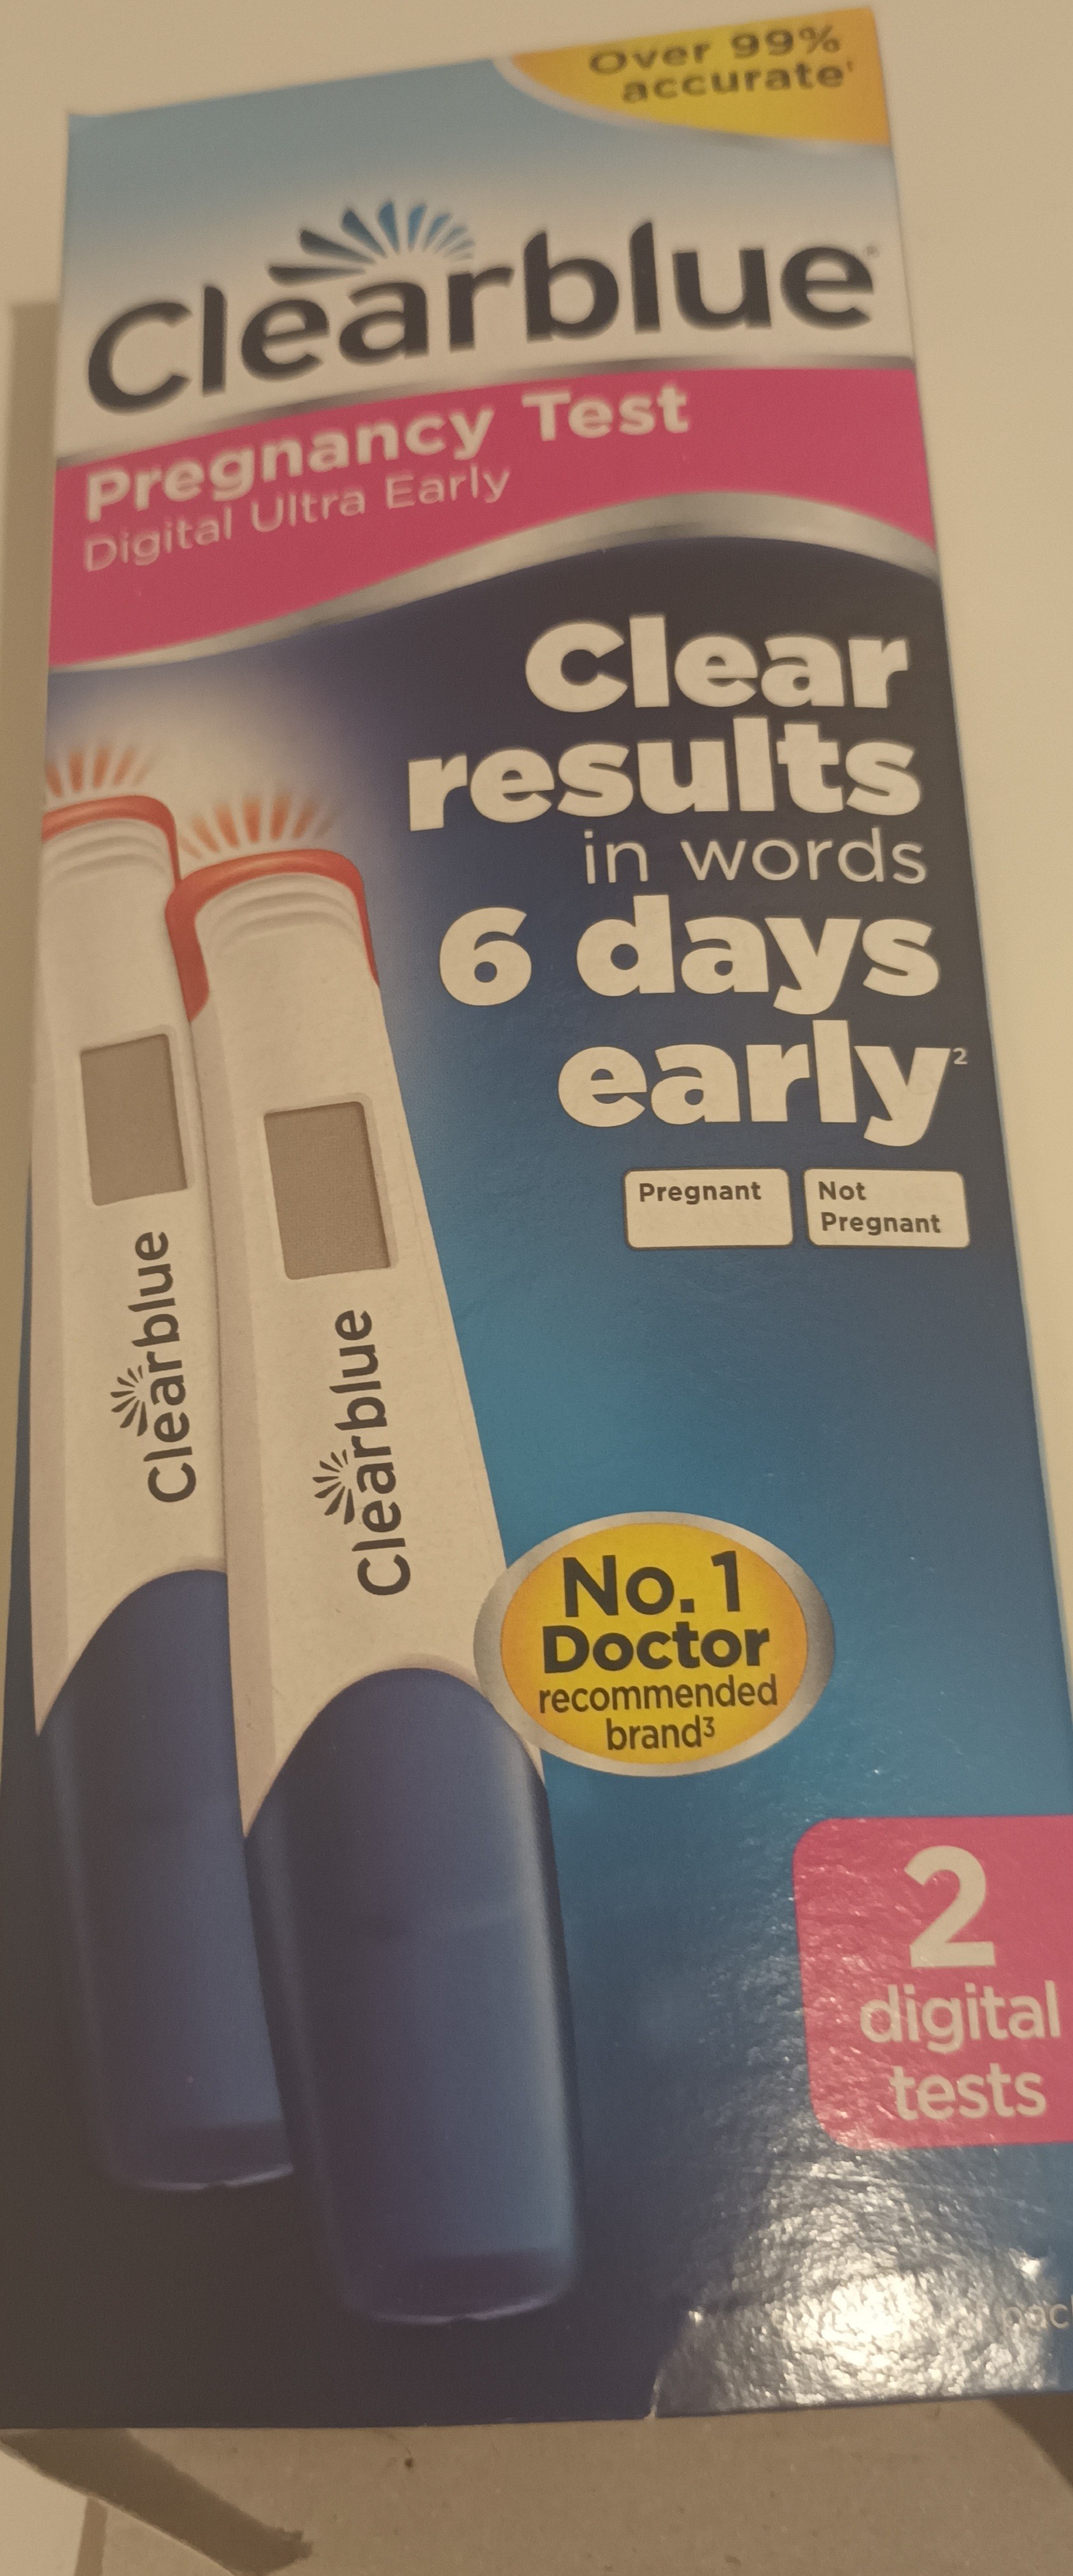 Over 99%
accurate¹
Clearblue®
Pregnancy Test
Digital Ultra Early
Clear
results
in words
6 days
early²
Pregnant
Not
Pregnant
Clearblue
Clearblue
No. 1
Doctor
recommended
brand³
2
digital
tests